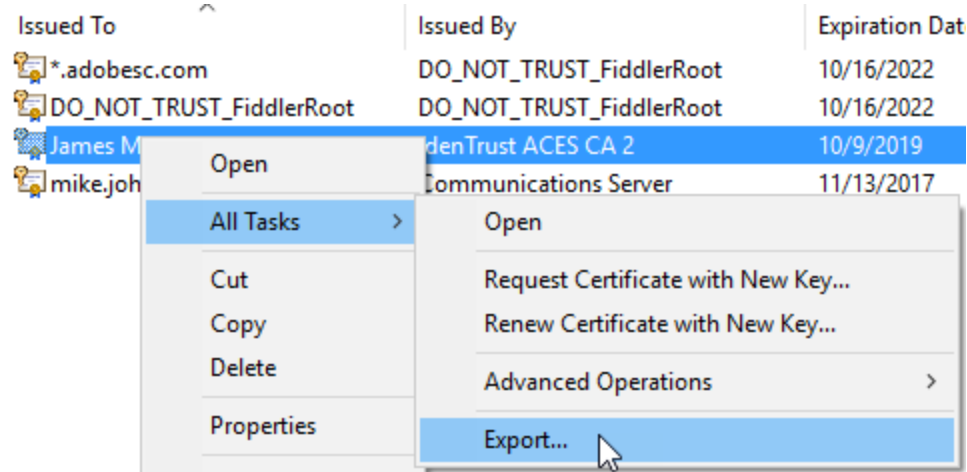 Issued To Issued By Expiration Dat
*.adobesc.com DO_NOT_TRUST_FiddlerRoot 10/16/2022
DO_NOT_TRUST_FiddlerRoot DO_NOT_TRUST_FiddlerRoot 10/16/2022
James M denTrust ACES CA 2 10/9/2019
mike.joh Communications Server 11/13/2017
Open
All Tasks >
Cut
Copy
Delete
Properties
Open
Request Certificate with New Key...
Renew Certificate with New Key...
Advanced Operations >
Export...